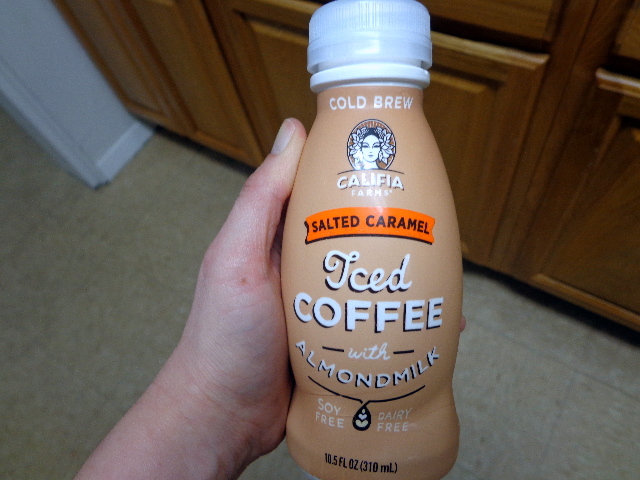 COLD BREW
CALIFIA
FARMS
SALTED CARAMEL
Iced
COFFEE
with
ALMONDMILK
SOY FREE
DAIRY FREE
10.5 FL OZ (310 mL)